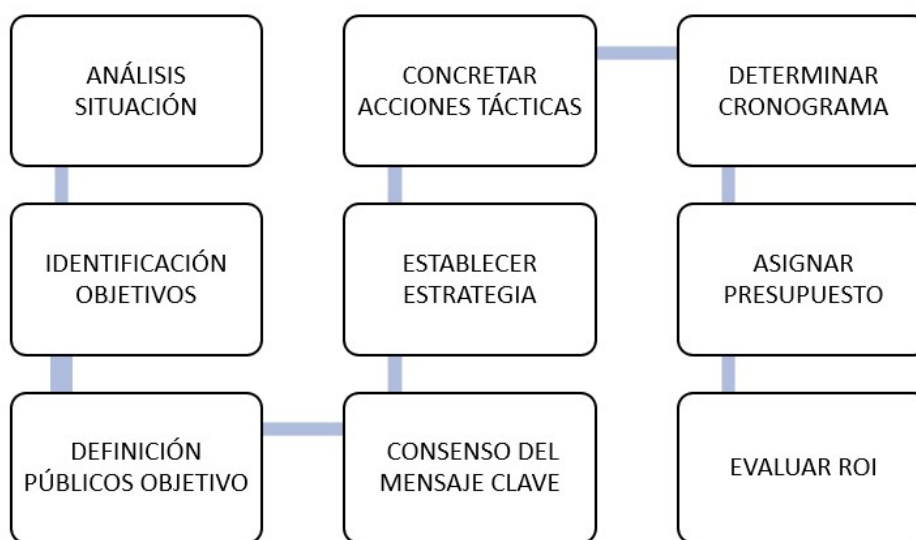 ANÁLISIS
SITUACIÓN
IDENTIFICACIÓN
OBJETIVOS
DEFINICIÓN
PÚBLICOS OBJETIVO
CONSENSO DEL
MENSAJE CLAVE
ESTABLECER
ESTRATEGIA
CONCRETAR
ACCIONES TÁCTICAS
DETERMINAR
CRONOGRAMA
ASIGNAR
PRESUPUESTO
EVALUAR ROI